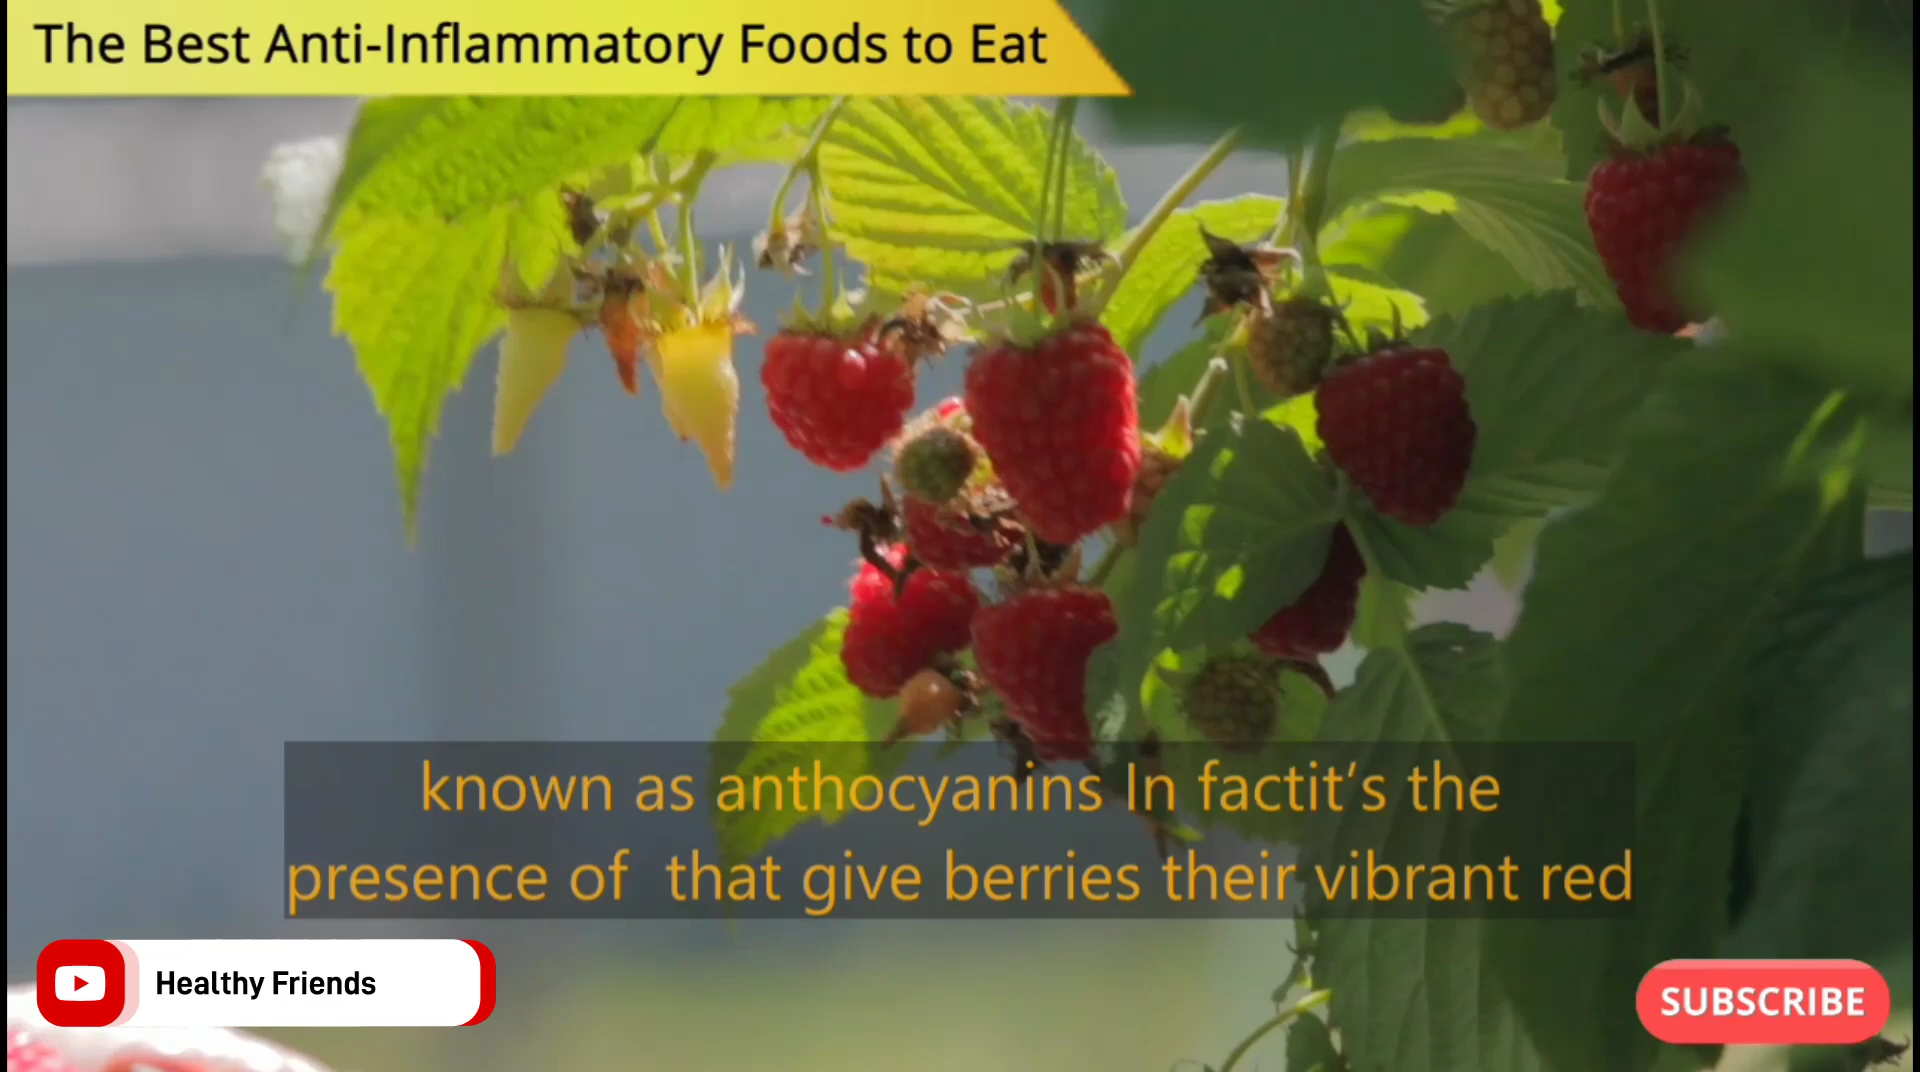 The Best Anti-Inflammatory Foods to Eat
known as anthocyanins In factit’s the
presence of  that give berries their vibrant red
Healthy Friends
SUBSCRIBE